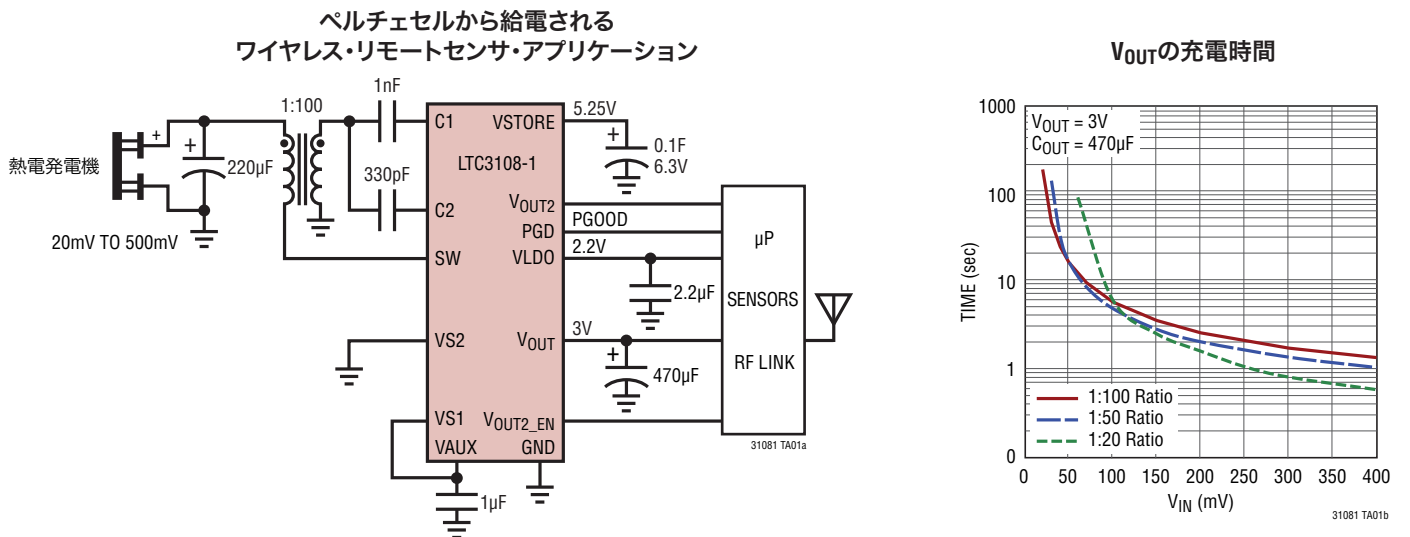 ペルチェセルから給電される
ワイヤレス・リモートセンサ・アプリケーション
熱電発電機
20mV TO 500mV
+
+
220µF
1:100
1nF
330pF
C1
C2
SW
VS2
VS1
VAUX
1µF
VSTORE
LTC3108-1
VOUT2
PGD
VLDO
VOUT
VOUT2_EN
GND
5.25V
+
0.1F
6.3V
PGOOD
2.2V
2.2µF
3V
+
470µF
µP
SENSORS
RF LINK
31081 TA01a
VOUTの充電時間
VOUT = 3V
COUT = 470µF
TIME (sec)
1000
100
10
1
0
1:100 Ratio
1:50 Ratio
1:20 Ratio
0 50 100 150 200 250 300 350 400
VIN (mV)
31081 TA01b